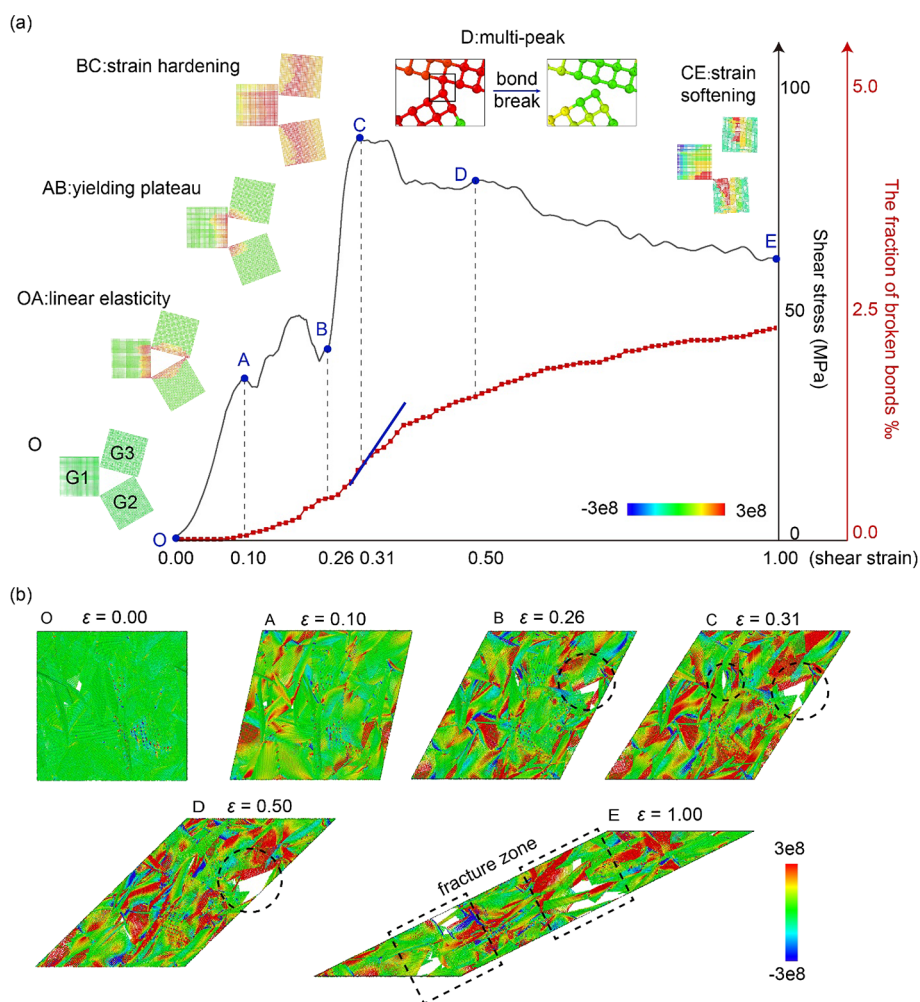 (a)
BC:strain hardening
D:multi-peak
bond
break
CE:strain
softening
100
5.0
C
AB:yielding plateau
D
OA:linear elasticity
E
B
A
50
2.5
Shear stress (MPa)
The fraction of broken bonds ‰
O
G1
G3
G2
-3e8
3e8
O
0
0.0
0.00
0.10
0.26
0.31
0.50
1.00
(shear strain)
(b)
O ε = 0.00
A ε = 0.10
B ε = 0.26
C ε = 0.31
D ε = 0.50
E ε = 1.00
fracture zone
3e8
-3e8